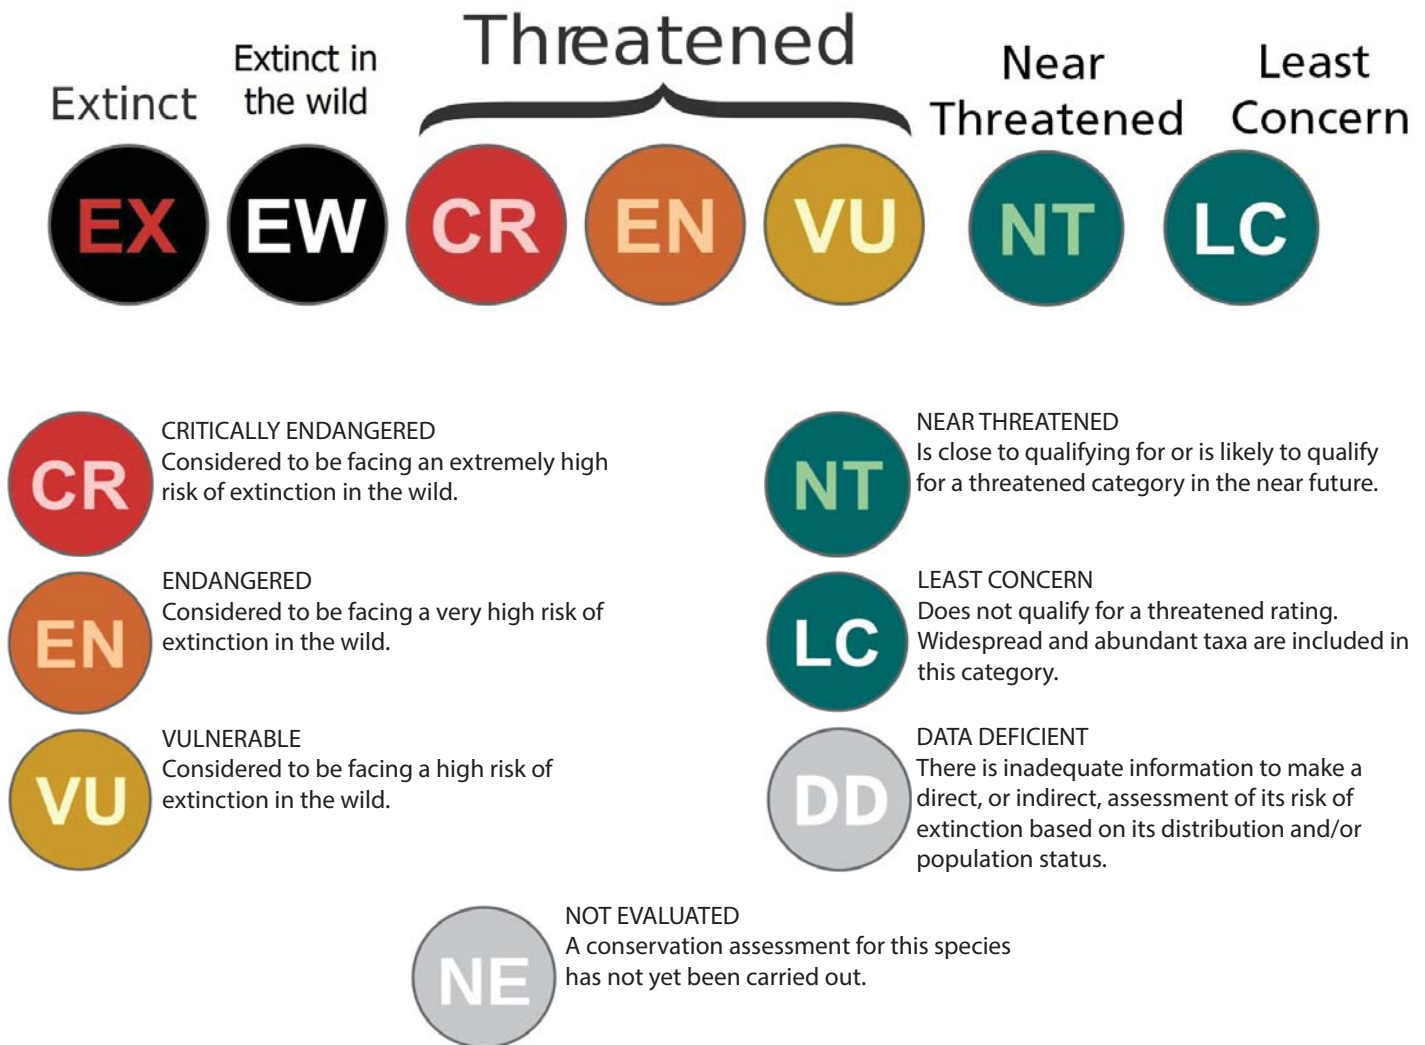 Threatened
Extinct in
the wild
Near
Threatened
Least
Concern
Extinct
EX
EW
CR
EN
VU
NT
LC
CR
CRITICALLY ENDANGERED
Considered to be facing an extremely high
risk of extinction in the wild.
EN
ENDANGERED
Considered to be facing a very high risk of
extinction in the wild.
VU
VULNERABLE
Considered to be facing a high risk of
extinction in the wild.
NT
NEAR THREATENED
Is close to qualifying for or is likely to qualify
for a threatened category in the near future.
LC
LEAST CONCERN
Does not qualify for a threatened rating.
Widespread and abundant taxa are included in
this category.
DD
DATA DEFICIENT
There is inadequate information to make a
direct, or indirect, assessment of its risk of
extinction based on its distribution and/or
population status.
NE
NOT EVALUATED
A conservation assessment for this species
has not yet been carried out.